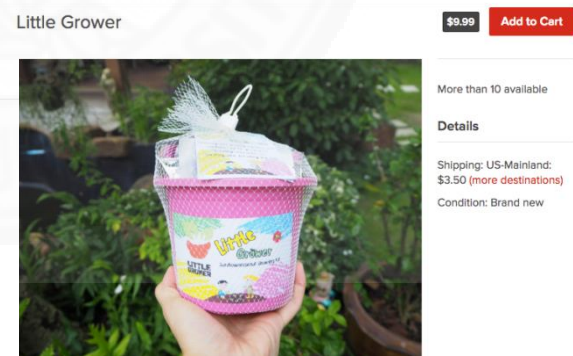 Little Grower
$9.99
Add to Cart
More than 10 available
Details
Shipping: US-Mainland:
$3.50 (more destinations)
Condition: Brand new
Little
Grower
LITTLE
GROWER